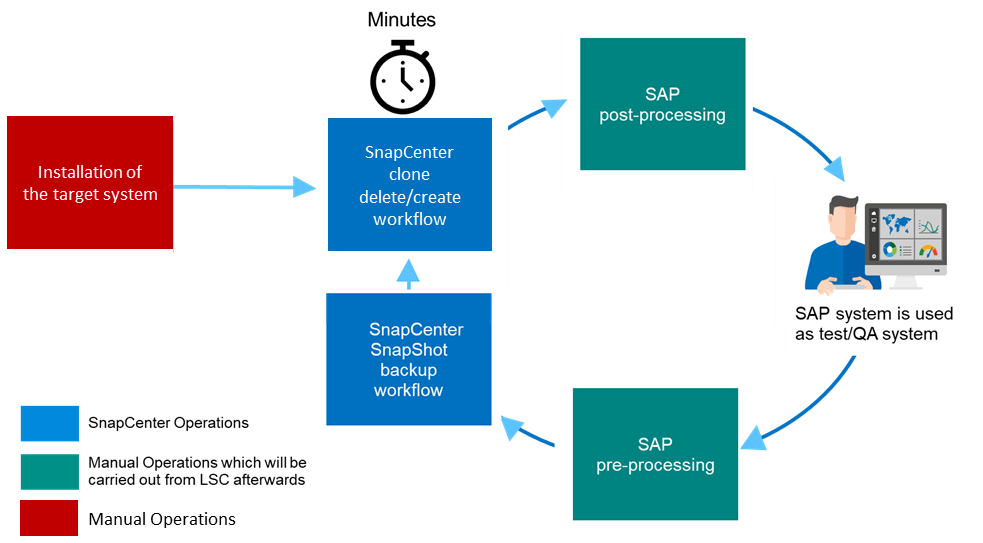 Minutes
Installation of
the target system
SnapCenter
clone
delete/create
workflow
SAP
post-processing
SAP system is used
as test/QA system
SAP
pre-processing
SnapCenter
SnapShot
backup
workflow
SnapCenter Operations
Manual Operations which will be
carried out from LSC afterwards
Manual Operations